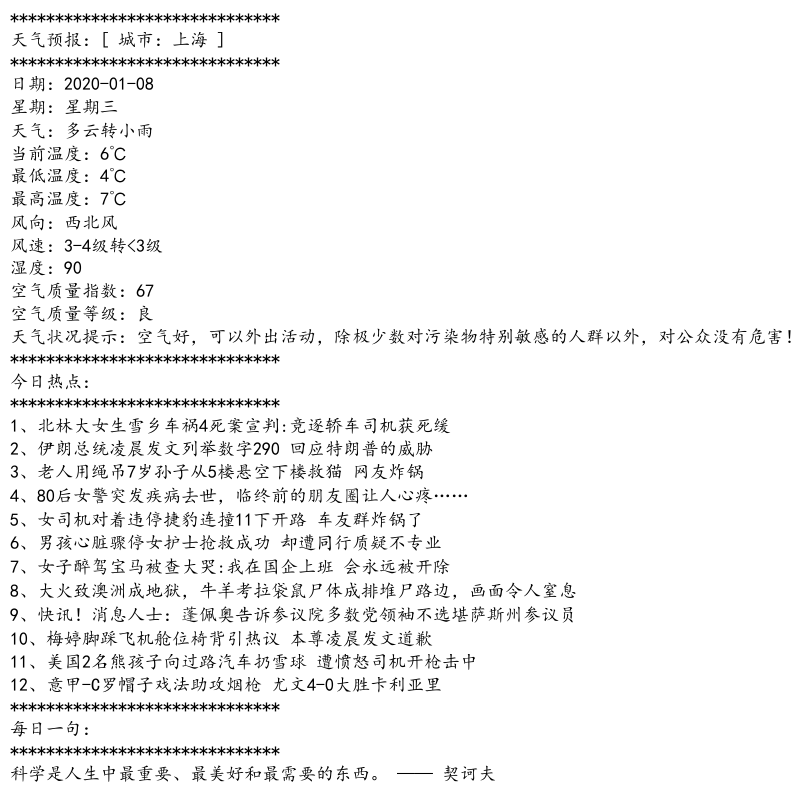 ******************************
天气预报: [ 城市: 上海 ]
******************************
日期: 2020-01-08
星期: 星期三
天气: 多云转小雨
当前温度: 6℃
最低温度: 4℃
最高温度: 7℃
风向: 西北风
风速: 3-4级转<3级
湿度: 90
空气质量指数: 67
空气质量等级: 良
天气状况提示: 空气好, 可以外出活动, 除极少数对污染物特别敏感的人群以外, 对公众没有危害!
******************************
今日热点:
******************************
1、北林大女生雪乡车祸4死案宣判:竞逐轿车司机获死缓
2、伊朗总统凌晨发文列举数字290 回应特朗普的威胁
3、老人用绳吊7岁孙子从5楼悬空下楼救猫 网友炸锅
4、80后女警突发疾病去世, 临终前的朋友圈让人心疼……
5、女司机对着违停捷豹连撞11下开路 车友群炸锅了
6、男孩心脏骤停女护士抢救成功 却遭同行质疑不专业
7、女子醉驾宝马被查大哭:我在国企上班 会永远被开除
8、大火致澳洲成地狱, 牛羊考拉袋鼠尸体成排堆尸路边, 画面令人窒息
9、快讯! 消息人士: 蓬佩奥告诉参议院多数党领袖不选堪萨斯州参议员
10、梅婷脚踩飞机舱位椅背引热议 本尊凌晨发文道歉
11、美国2名熊孩子向过路汽车扔雪球 遭愤怒司机开枪击中
12、意甲-C罗帽子戏法助攻烟枪 尤文4-0大胜卡利亚里
******************************
每日一句:
******************************
科学是人生中最重要、最美好和最需要的东西。 —— 契诃夫